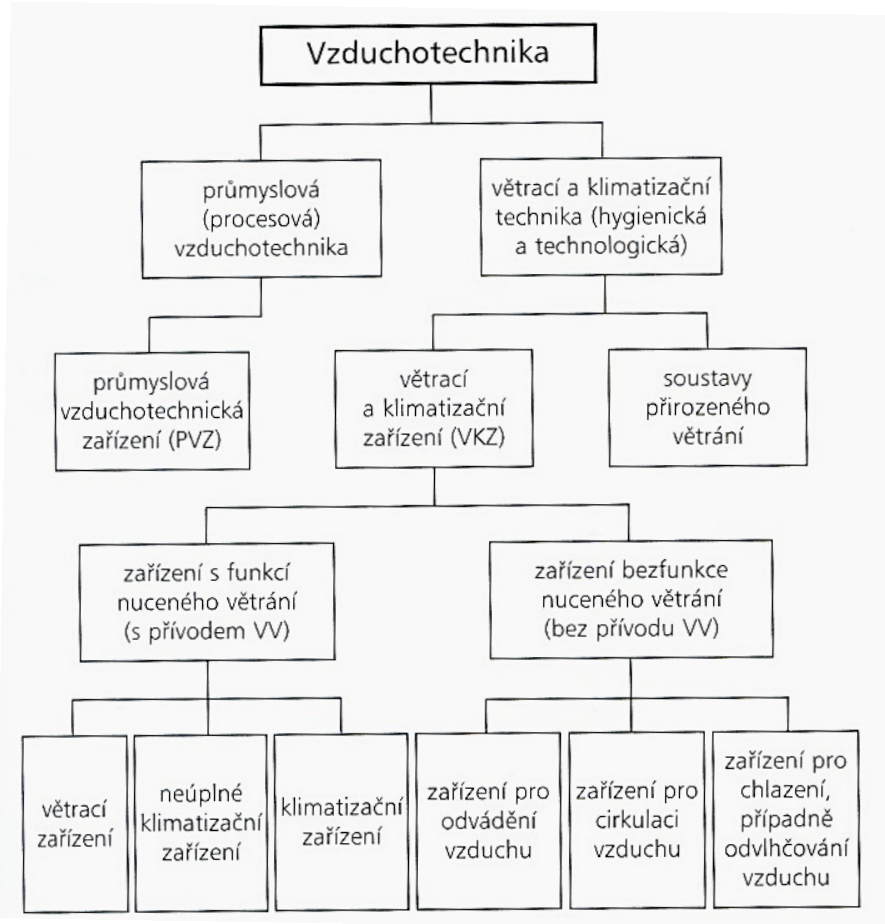 Vzduchotechnika
průmyslová
(procesová)
vzduchotechnika
větrací a klimatizační
technika (hygienická
a technologická)
průmyslová
vzduchotechnická
zařízení (PVZ)
větrací
a klimatizační
zařízení (VKZ)
soustavy
přirozeného
větrání
zařízení s funkcí
nuceného větrání
(s přívodem VV)
zařízení bezfunkce
nuceného větrání
(bez přívodu VV)
větrací
zařízení
neúplné
klimatizační
zařízení
klimatizační
zařízení
zařízení pro
odvádění
vzduchu
zařízení pro
cirkulaci
vzduchu
zařízení pro
chlazení,
případně
odvlhčování
vzduchu